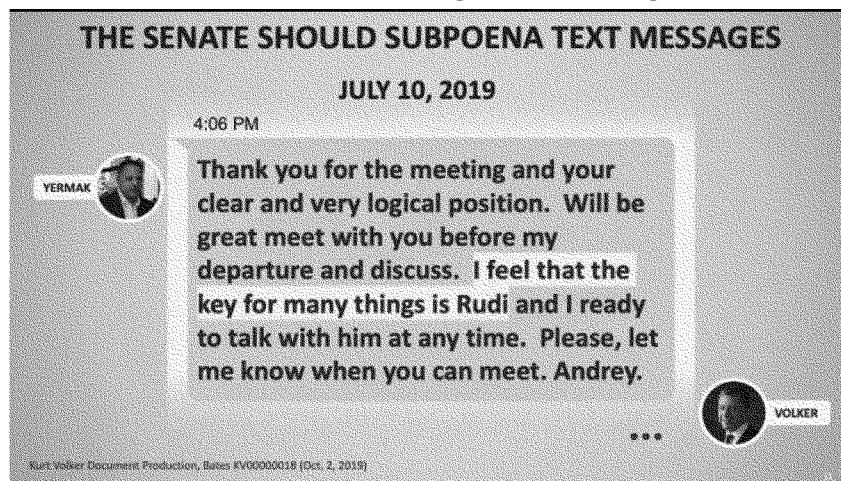 THE SENATE SHOULD SUBPOENA TEXT MESSAGES
JULY 10, 2019
4:06 PM
YERMAK
Thank you for the meeting and your
clear and very logical position. Will be
great meet with you before my
departure and discuss. I feel that the
key for many things is Rudi and I ready
to talk with him at any time. Please, let
me know when you can meet. Andrey.
VOLKER
...
Kurt Volker Document Production, Bates KV00000018 (Oct. 2, 2019)